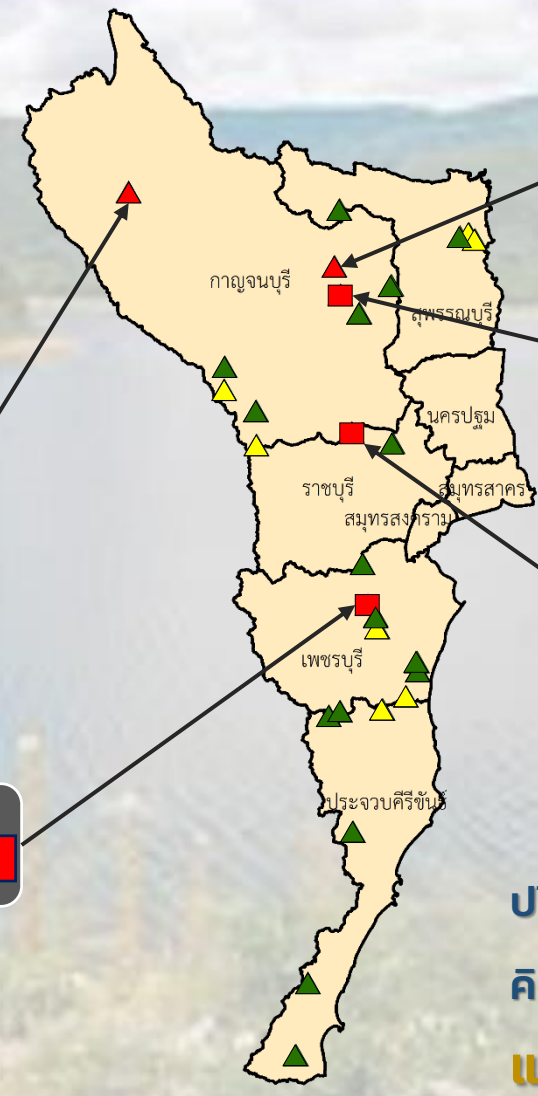 กาญจนบุรี
สุพรรณบุรี
นครปฐม
ราชบุรี
สมุทรสาคร
สมุทรสงคราม
เพชรบุรี
ประจวบคีรีขันธ์